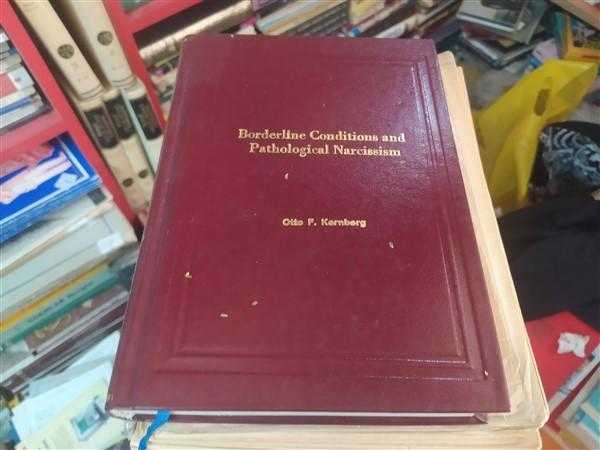 Borderline Conditions and
Pathological Narcissism
Otto F. Kernberg